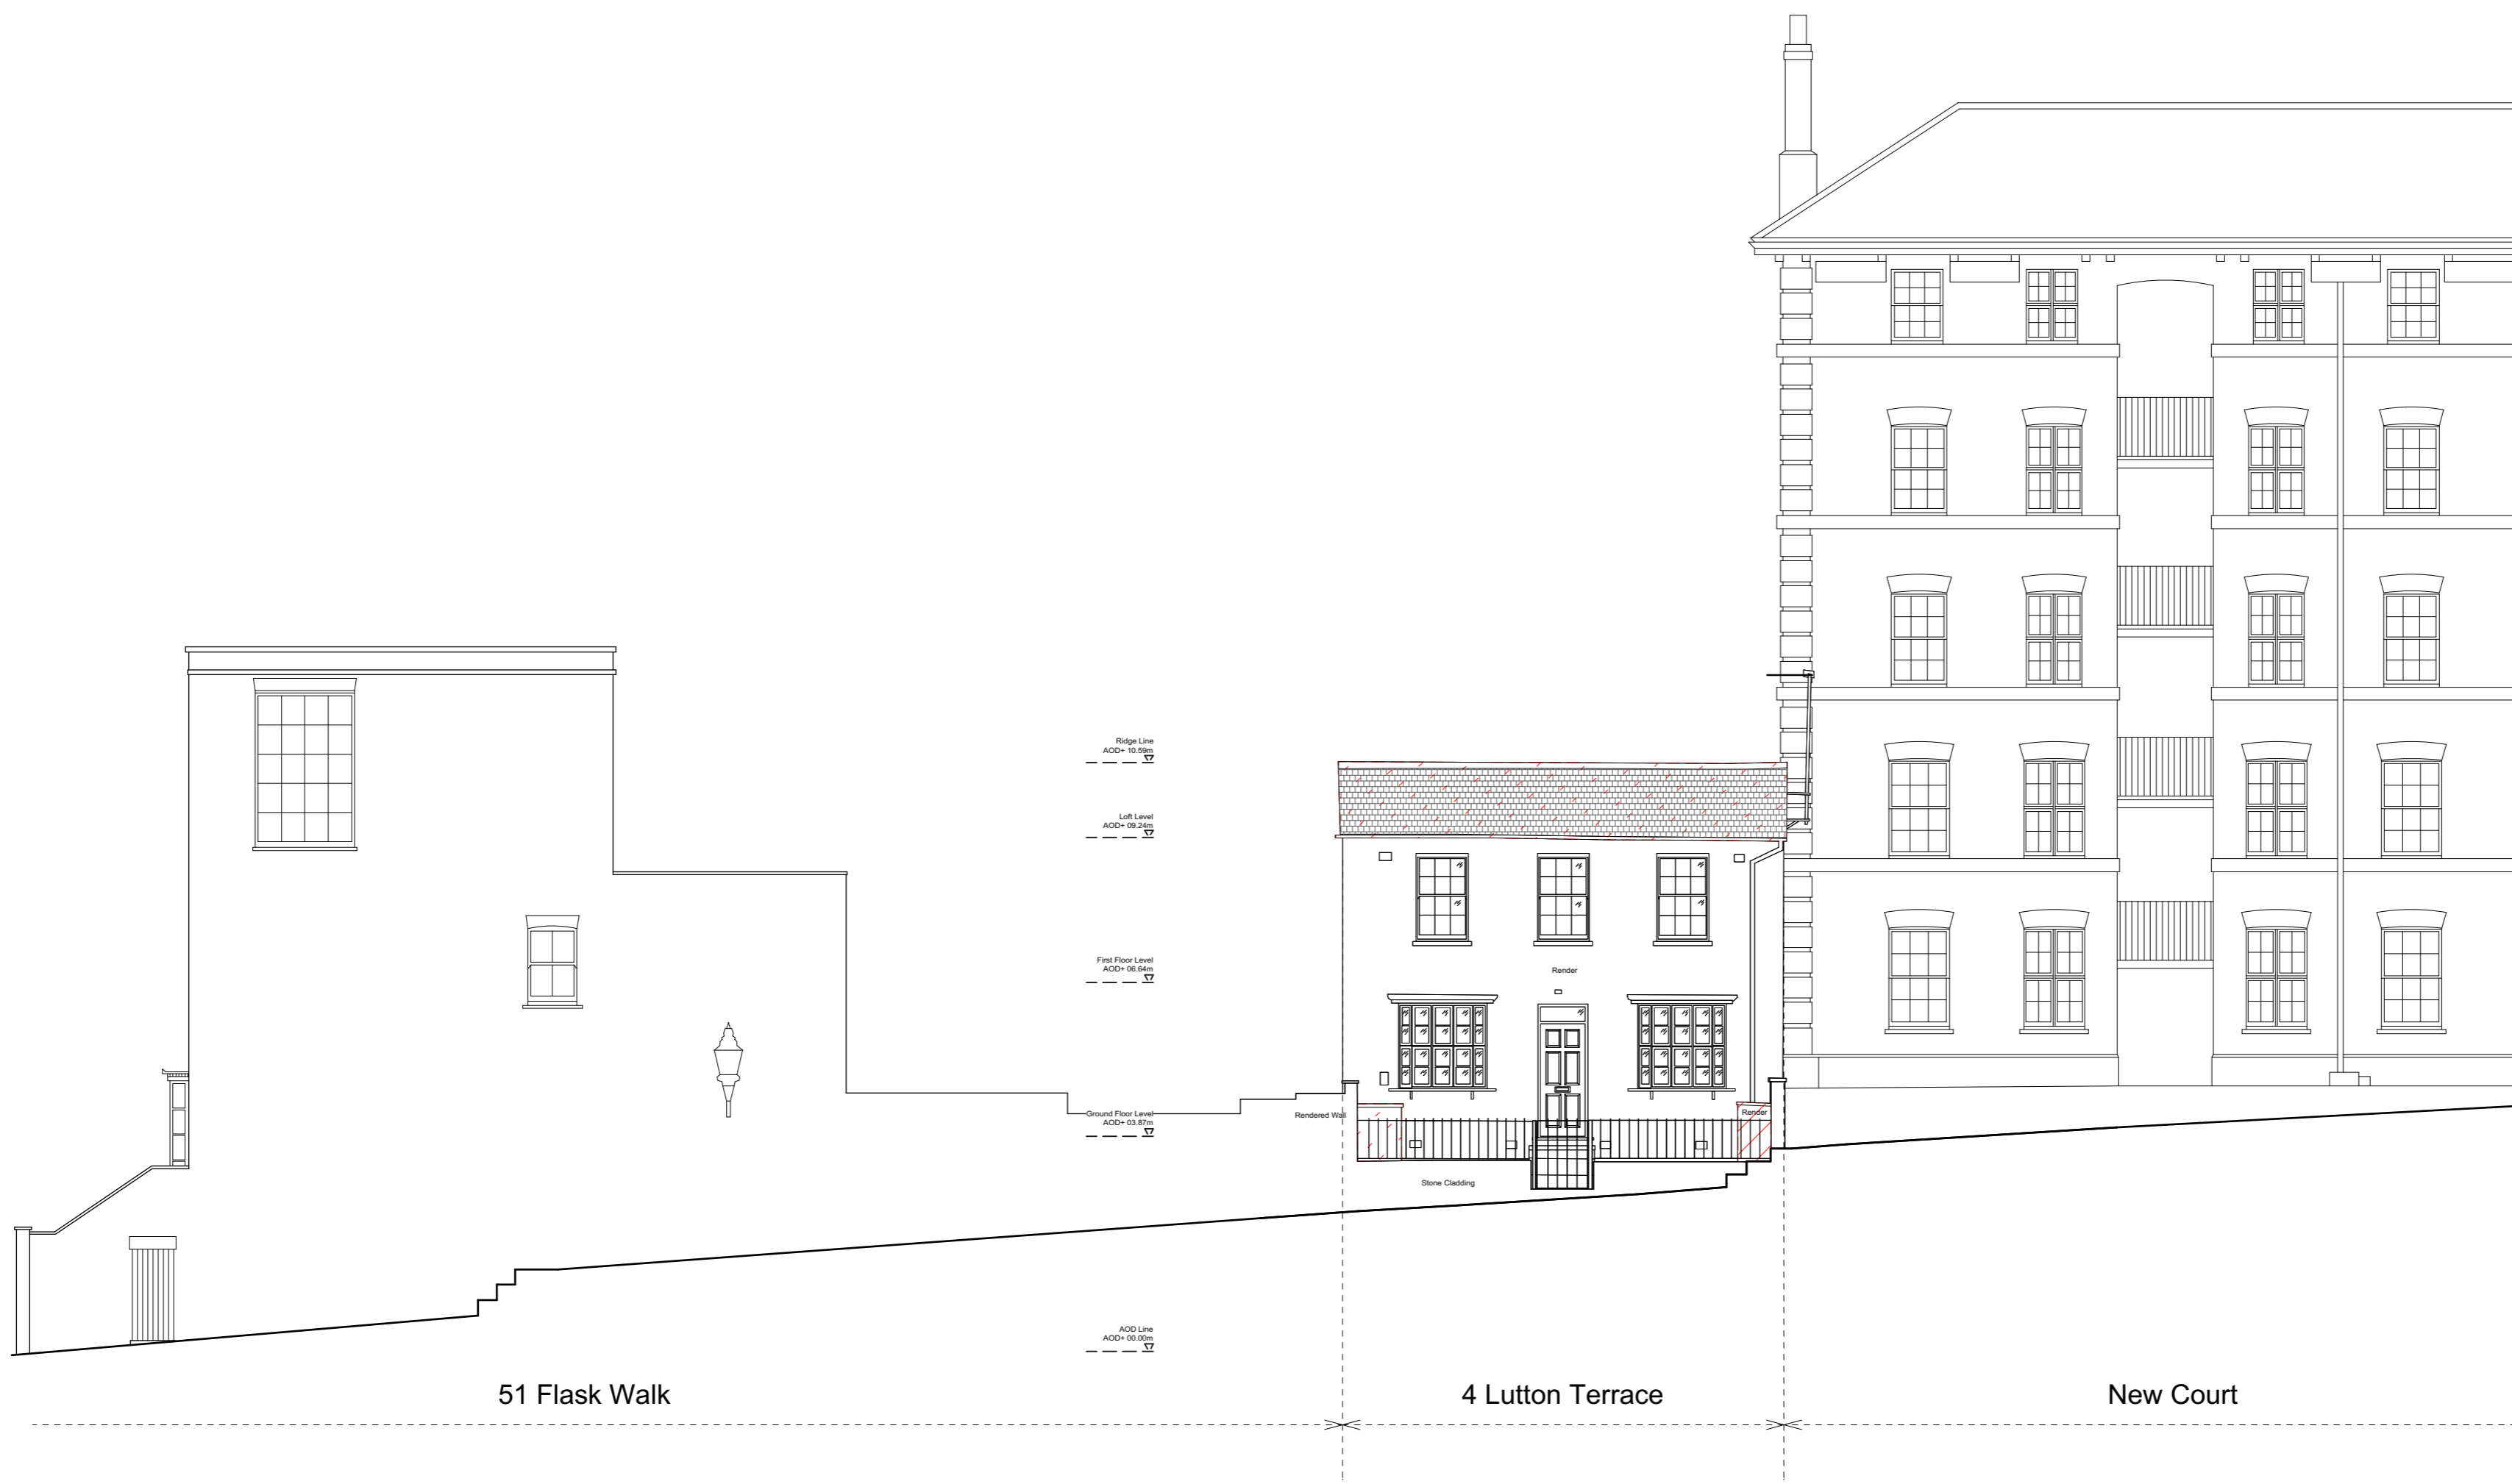 Ridge Line
AOD+ 10.59m
Loft Level
AOD+ 09.24m
First Floor Level
AOD+ 06.64m
Render
Ground Floor Level
AOD+ 03.87m
Rendered Wall
Render
Stone Cladding
AOD Line
AOD+ 00.00m
51 Flask Walk
4 Lutton Terrace
New Court